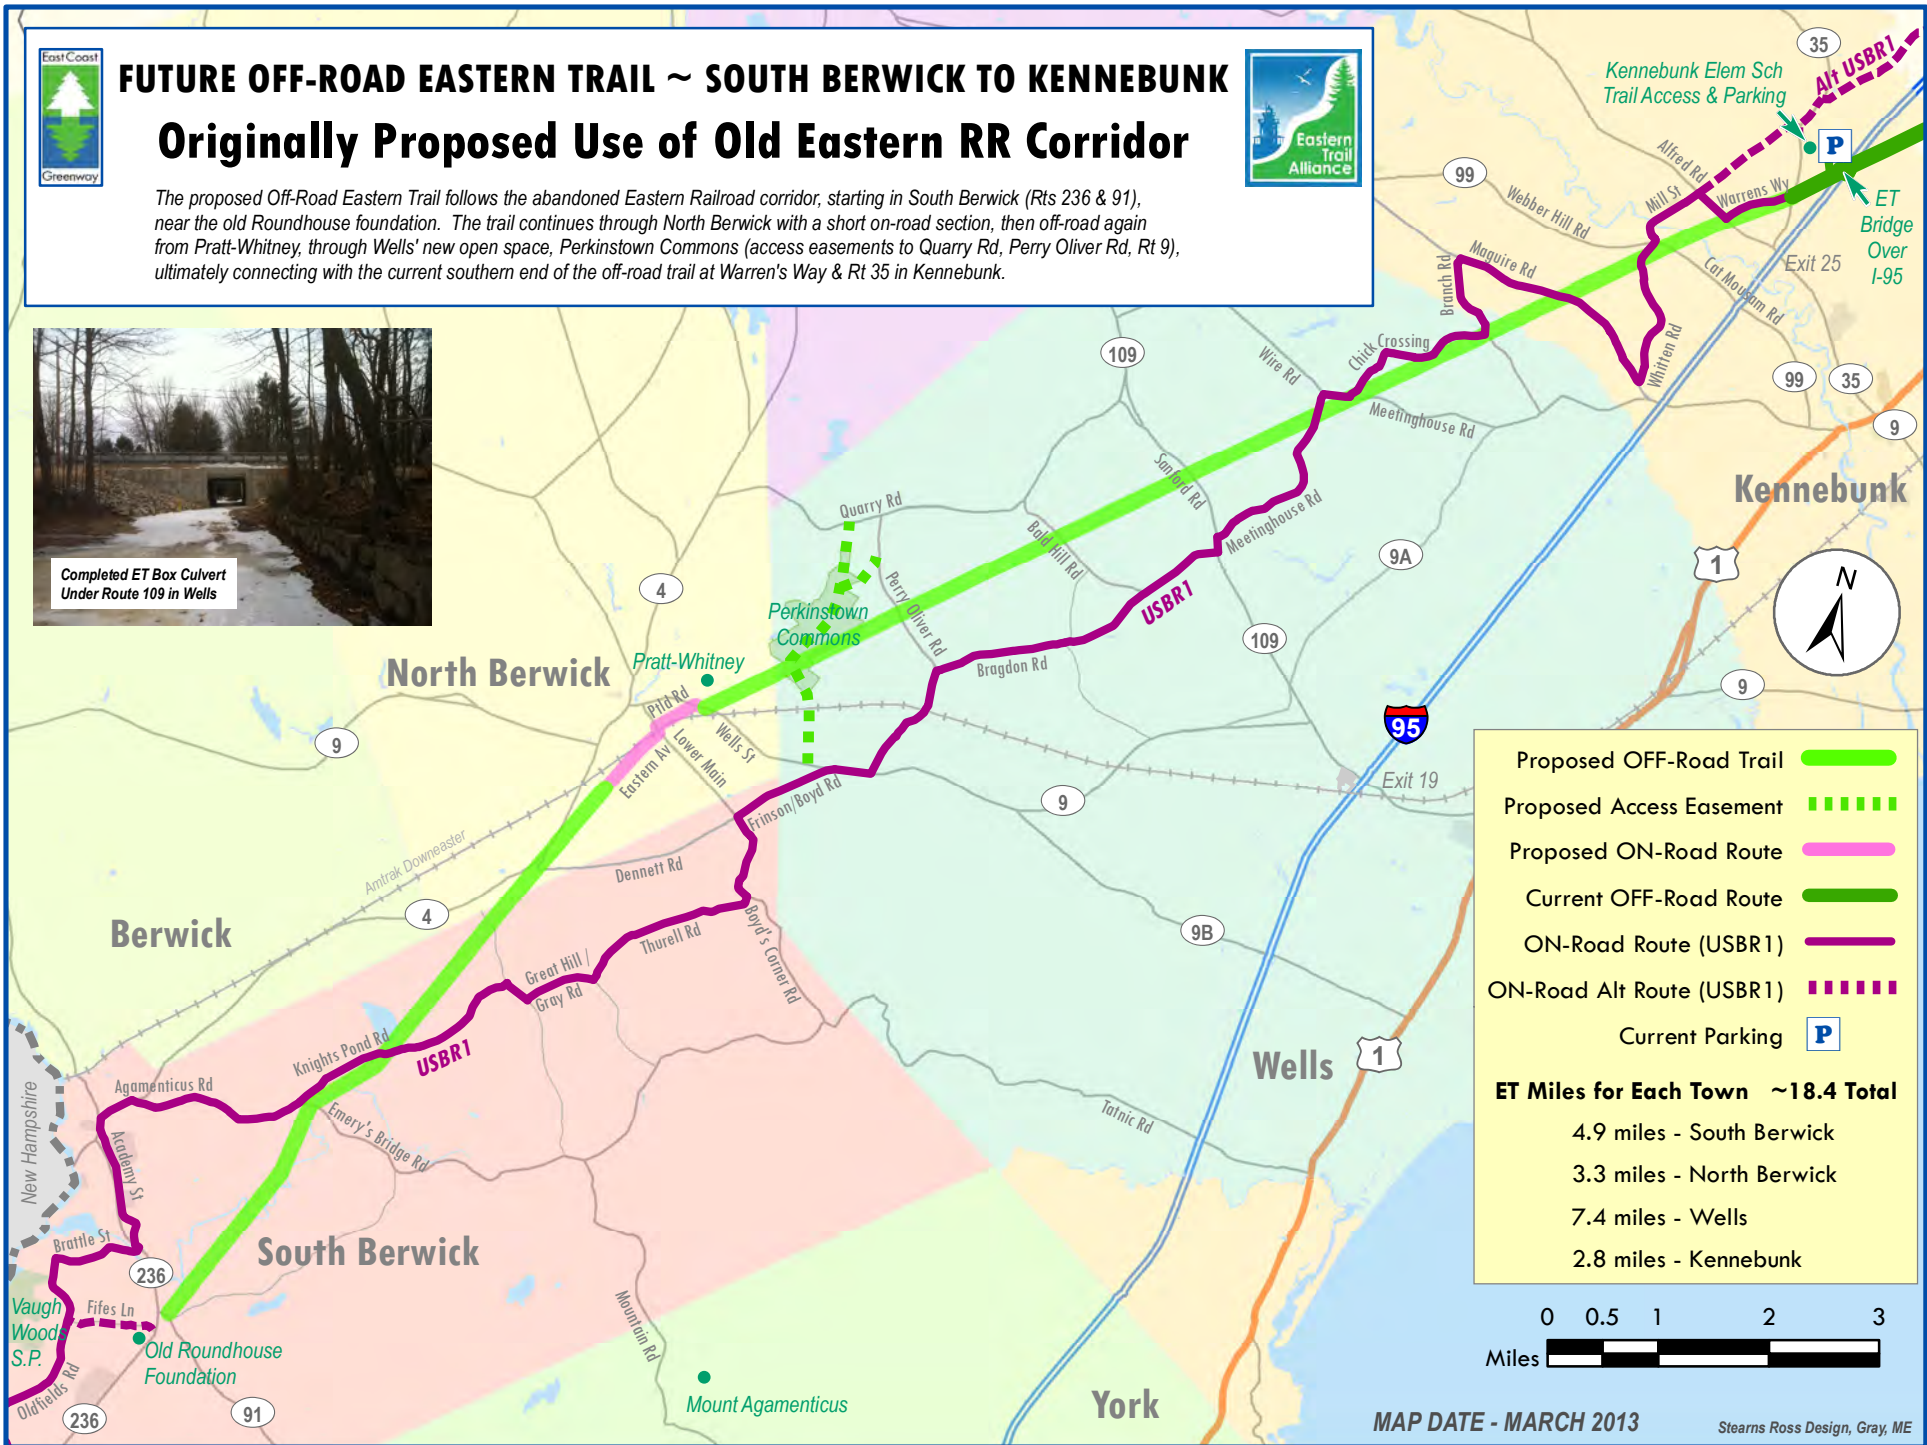 East Coast
Greenway
FUTURE OFF-ROAD EASTERN TRAIL ~ SOUTH BERWICK TO KENNEBUNK
Originally Proposed Use of Old Eastern RR Corridor
Eastern
Trail
Alliance
The proposed Off-Road Eastern Trail follows the abandoned Eastern Railroad corridor, starting in South Berwick (Rts 236 & 91),
near the old Roundhouse foundation. The trail continues through North Berwick with a short on-road section, then off-road again
from Pratt-Whitney, through Wells' new open space, Perkinstown Commons (access easements to Quarry Rd, Perry Oliver Rd, Rt 9),
ultimately connecting with the current southern end of the off-road trail at Warren's Way & Rt 35 in Kennebunk.
Completed ET Box Culvert
Under Route 109 in Wells
35
Alt USBR1
Kennebunk Elem Sch
Trail Access & Parking
P
Alfred Rd
99
Webber Hill Rd
Mill St
Warrens Wy
ET
Bridge
Over
I-95
Exit 25
Cat Mousam Rd
Maguire Rd
Branch Rd
Whitten Rd
99
35
9
Kennebunk
109
Wire Rd
Chick Crossing
Meetinghouse Rd
Sanford Rd
Quarry Rd
Bald Hill Rd
Meetinghouse Rd
9A
1
N
4
Perry Oliver Rd
Perkinstown
Commons
USBR1
109
Bragdon Rd
North Berwick
Pratt-Whitney
Ptld Rd
Wells St
Lower Main
Eastern Av
9
9
95
Exit 19
Frinson/Boyd Rd
9
Amtrak Downeaster
Dennett Rd
Berwick
4
Thurell Rd
Boyd's Corner Rd
9B
Great Hill
Gray Rd
Knights Pond Rd
USBR1
Wells
1
Agamenticus Rd
New Hampshire
Academy St
Emery's Bridge Rd
Tatnic Rd
Brattle St
236
South Berwick
Vaugh
Woods
S.P.
Fifes Ln
Old Roundhouse
Foundation
Oldfields Rd
236
91
Mountain Rd
Mount Agamenticus
York
Proposed OFF-Road Trail
Proposed Access Easement
Proposed ON-Road Route
Current OFF-Road Route
ON-Road Route (USBR1)
ON-Road Alt Route (USBR1)
Current Parking P
ET Miles for Each Town ~18.4 Total
4.9 miles - South Berwick
3.3 miles - North Berwick
7.4 miles - Wells
2.8 miles - Kennebunk
0 0.5 1 2 3
Miles
MAP DATE - MARCH 2013
Stearns Ross Design, Gray, ME